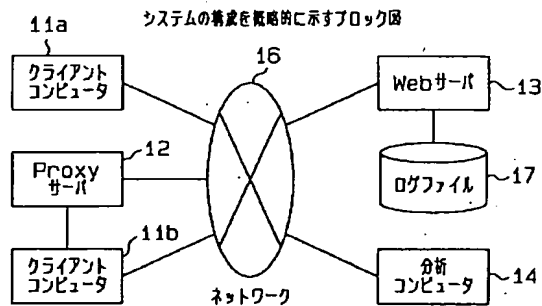 システムの構成を概略的に示すブロック図
11a
クライアント
コンピュータ
16
Webサーバ
13
12
Proxy
サーバ
ログファイル
17
11b
クライアント
コンピュータ
分析
コンピュータ
14
ネットワーク